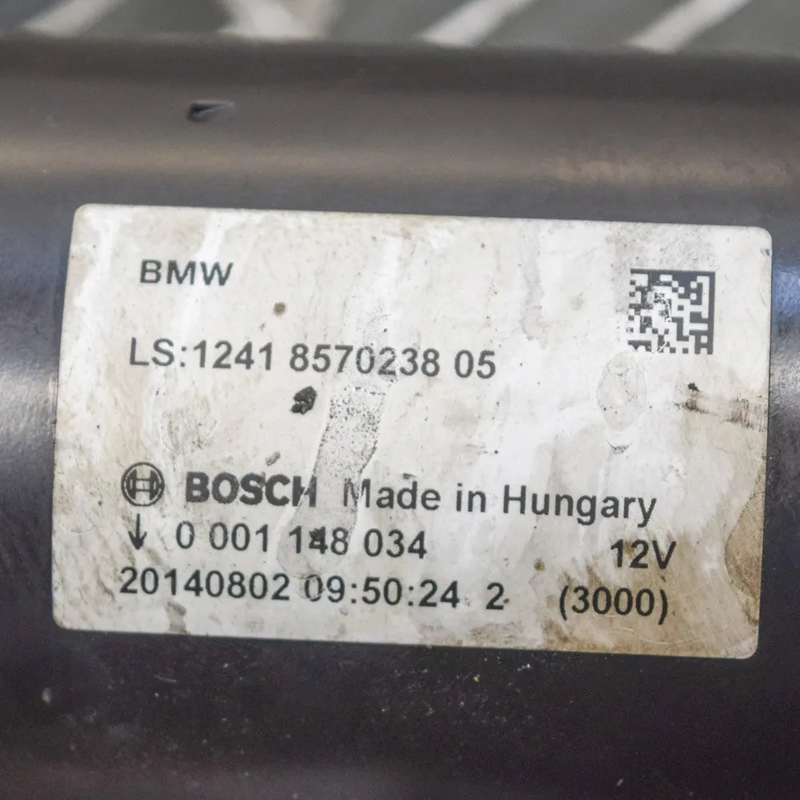 BMW
LS:1241 8570238 05
BOSCH Made in Hungary
↓ 0 001 148 034 12V
20140802 09:50:24 2 (3000)